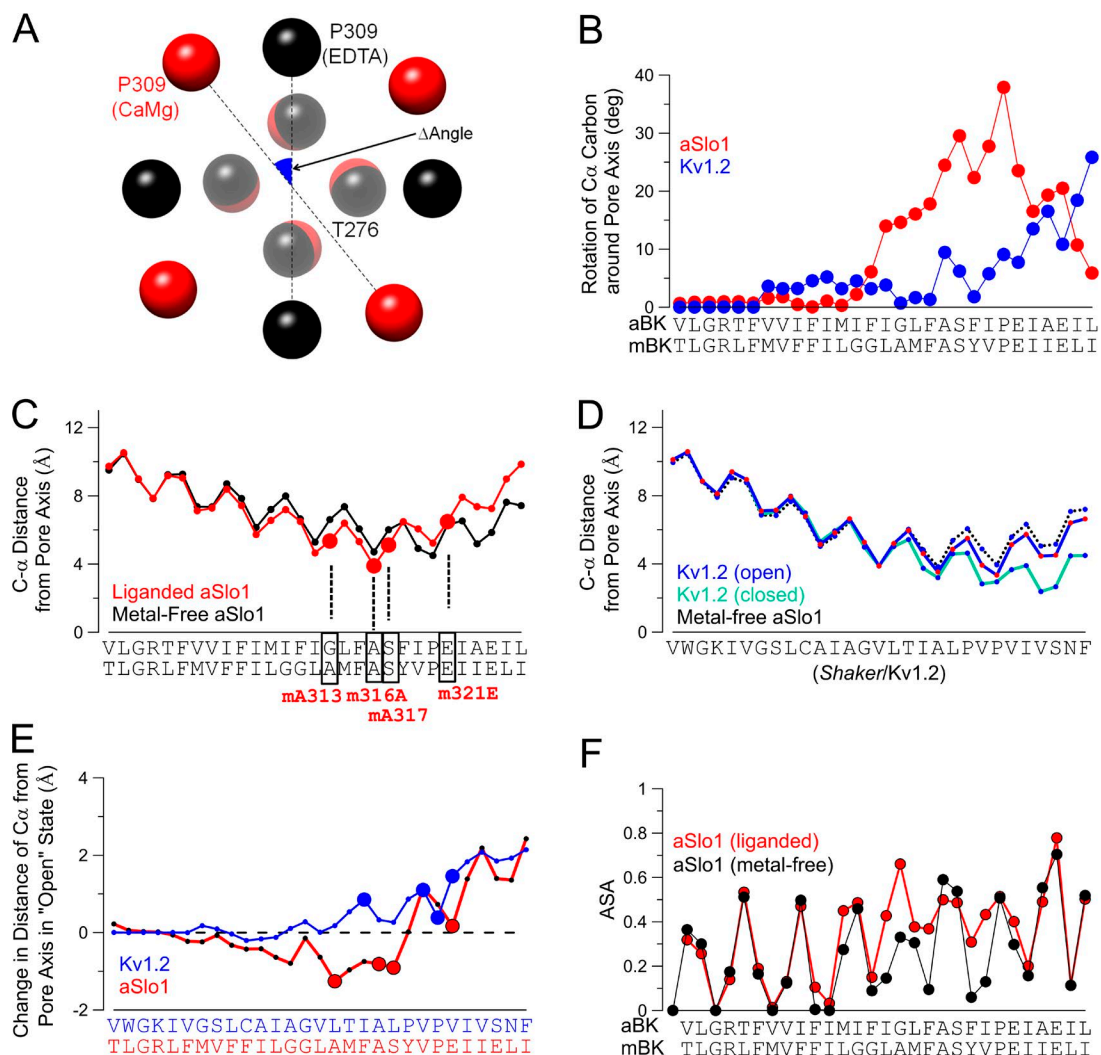 A
P309
(EDTA)
P309
(CaMg)
ΔAngle
T276
B
Rotation of Cα Carbon
around Pore Axis (deg)
40
30
20
10
0
aSlo1
Kv1.2
aBK VLGRTFVVIFIMIFIGLFASFIPEIAEIL
mBK TLGRLFMVFFILGGLAMFASYVPEIIELI
C
C-α Distance
from Pore Axis (Å)
12
8
4
0
Liganded aSlo1
Metal-Free aSlo1
VLGRTFVVIFIMIFIGLFASFIPEIAEIL
TLGRLFMVFFILGGLAMFASYVPEIIELI
mA313 m316A m321E
mA317
D
C-α Distance
from Pore Axis (Å)
12
8
4
0
Kv1.2 (open)
Kv1.2 (closed)
Metal-free aSlo1
VWGKIVGSLCAIAGVLTIALPVPVIVSNF
(Shaker/Kv1.2)
E
Change in Distance of Cα from
Pore Axis in "Open" State (Å)
4
2
0
-2
Kv1.2
aSlo1
VWGKIVGSLCAIAGVLTIALPVPVIVSNF
TLGRLFMVFFILGGLAMFASYVPEIIELI
F
ASA
1
0.8
0.6
0.4
0.2
0
aSlo1 (liganded)
aSlo1 (metal-free)
aBK VLGRTFVVIFIMIFIGLFASFIPEIAEIL
mBK TLGRLFMVFFILGGLAMFASYVPEIIELI